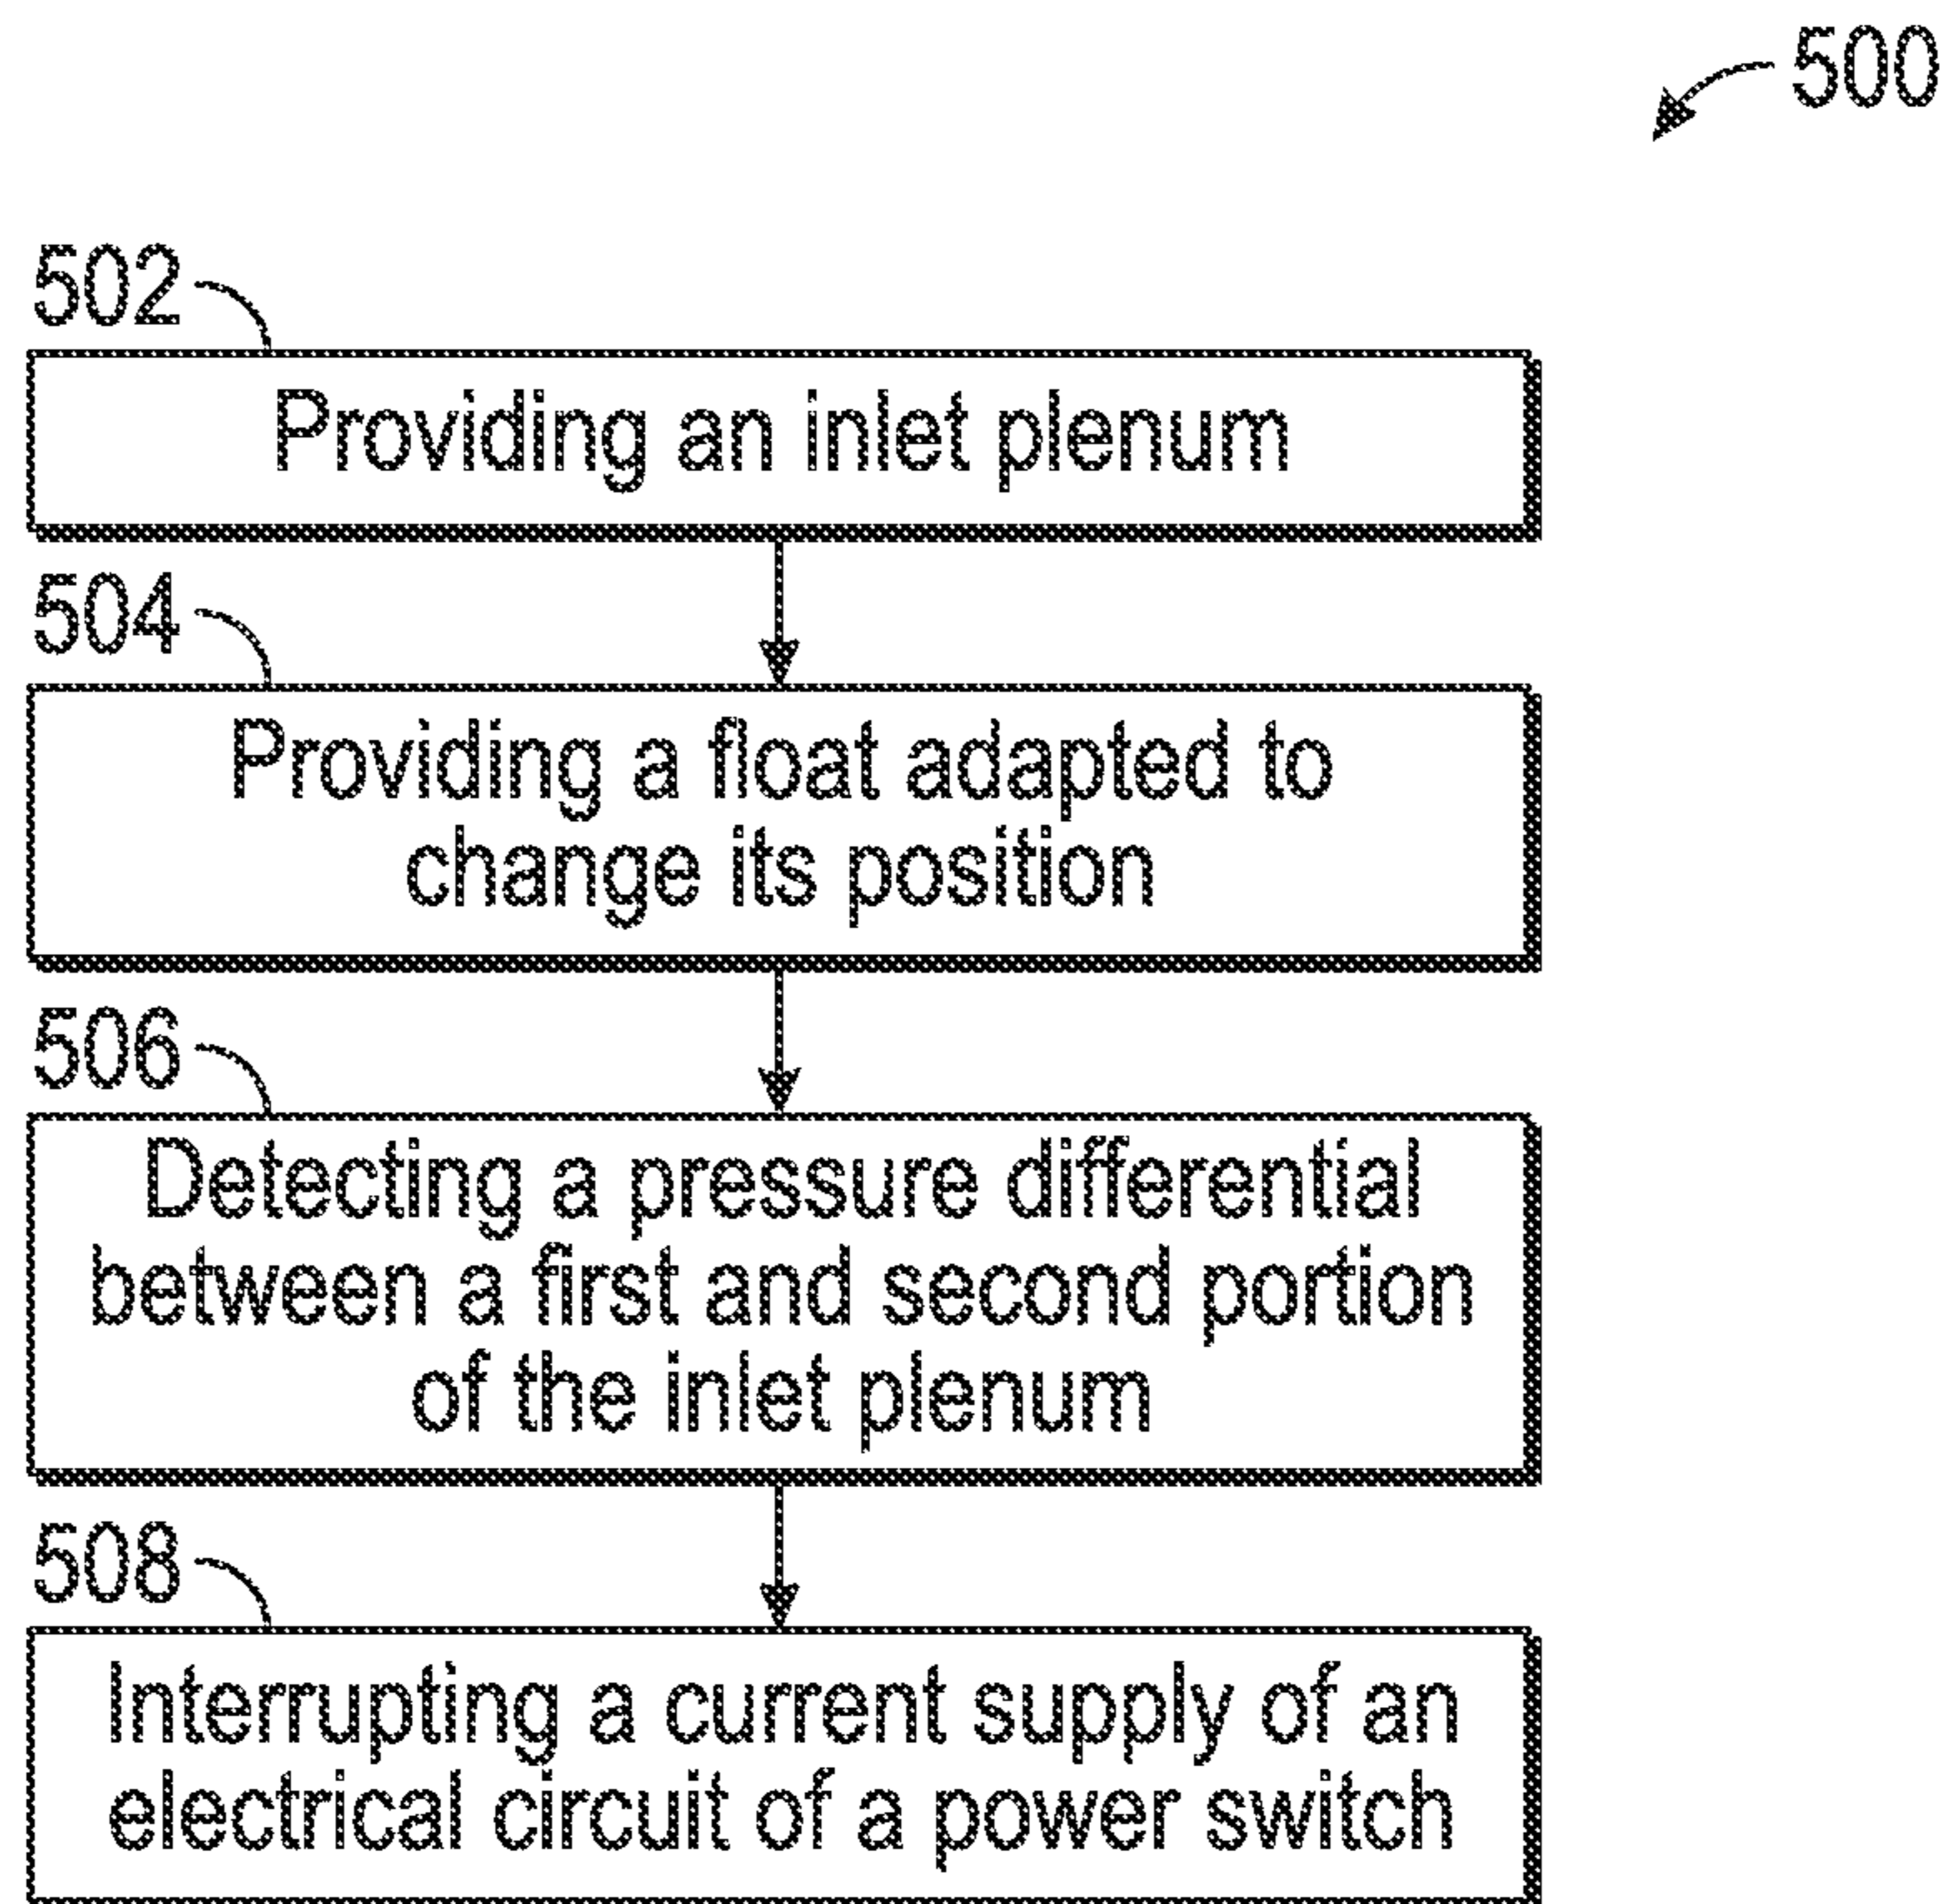 500
502
Providing an inlet plenum
504
Providing a float adapted to
change its position
506
Detecting a pressure differential
between a first and second portion
of the inlet plenum
508
Interrupting a current supply of an
electrical circuit of a power switch